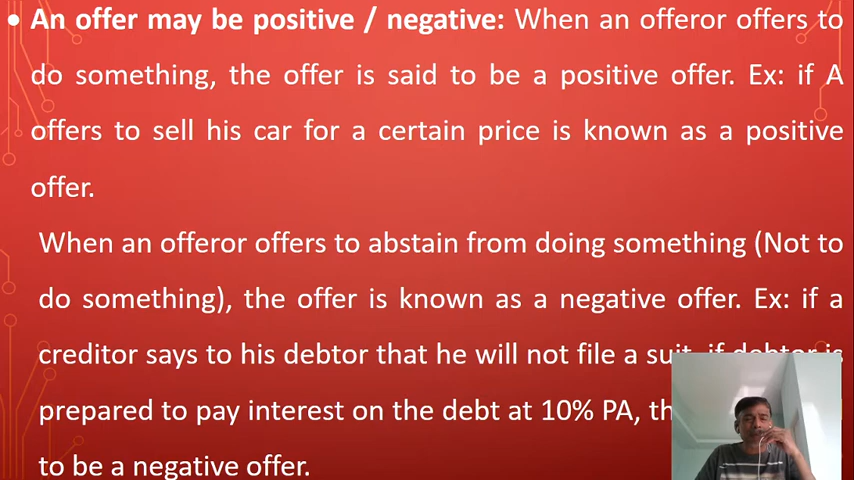 • An offer may be positive / negative: When an offeror offers to
do something, the offer is said to be a positive offer. Ex: if A
offers to sell his car for a certain price is known as a positive
offer.
When an offeror offers to abstain from doing something (Not to
do something), the offer is known as a negative offer. Ex: if a
creditor says to his debtor that he will not file a suit, if debtor is
prepared to pay interest on the debt at 10% PA,
to be a negative offer.